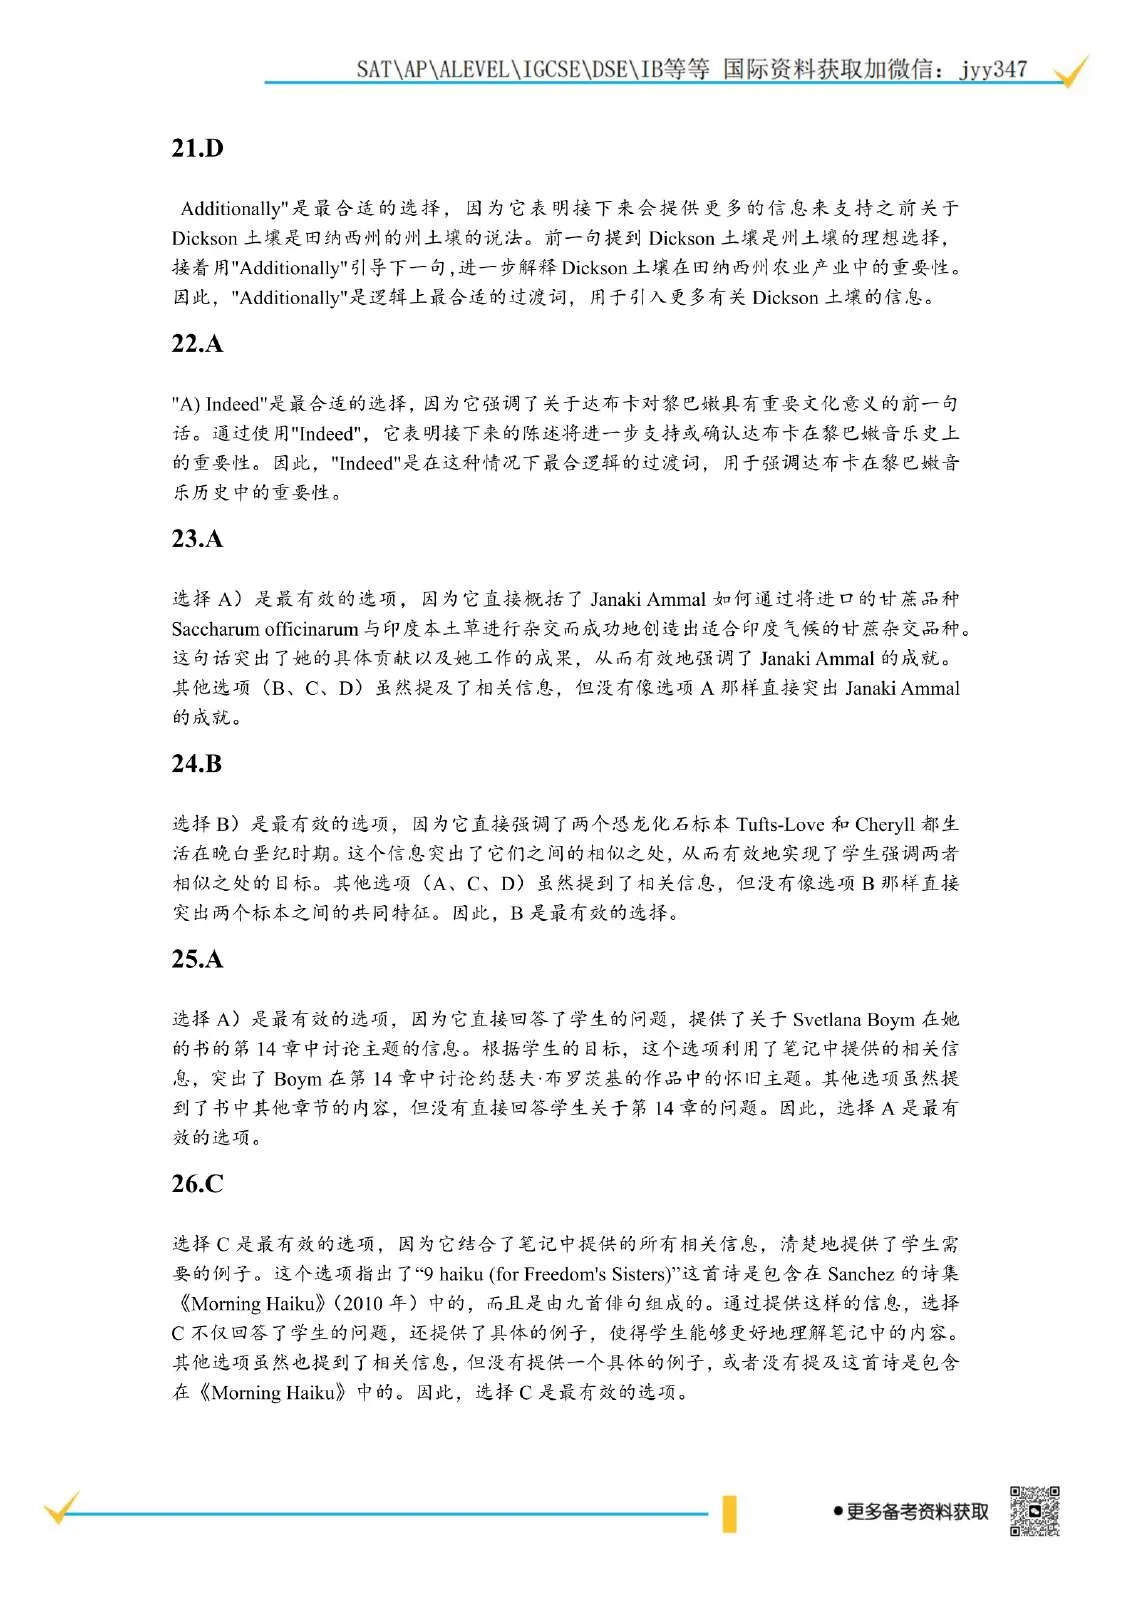 SAT\AP\ALEVEL\IGCSE\DSE\IB等等 国际资料获取加微信：jyy347
21.D
Additionally"是最合适的选择，因为它表明接下来会提供更多的信息来支持之前关于
Dickson 土壤是田纳西州的州土壤的说法。前一句提到 Dickson 土壤是州土壤的理想选择，
接着用"Additionally"引导下一句，进一步解释 Dickson 土壤在田纳西州农业产业中的重要性。
因此，"Additionally"是逻辑上最合适的过渡词，用于引入更多有关 Dickson 土壤的信息。
22.A
"A) Indeed"是最合适的选择，因为它强调了关于达布卡对黎巴嫩具有重要文化意义的前一句
话。通过使用"Indeed"，它表明接下来的陈述将进一步支持或确认达布卡在黎巴嫩音乐史上
的重要性。因此，"Indeed"是在这种情况下最合逻辑的过渡词，用于强调达布卡在黎巴嫩音
乐历史中的重要性。
23.A
选择 A）是最有效的选项，因为它直接概括了 Janaki Ammal 如何通过将进口的甘蔗品种
Saccharum officinarum 与印度本土草进行杂交而成功地创造出适合印度气候的甘蔗杂交品种。
这句话突出了她的具体贡献以及她工作的成果，从而有效地强调了 Janaki Ammal 的成就。
其他选项（B、C、D）虽然提及了相关信息，但没有像选项 A 那样直接突出 Janaki Ammal
的成就。
24.B
选择 B）是最有效的选项，因为它直接强调了两个恐龙化石标本 Tufts-Love 和 Cheryll 都生
活在晚白垩纪时期。这个信息突出了它们之间的相似之处，从而有效地实现了学生强调两者
相似之处的目标。其他选项（A、C、D）虽然提到了相关信息，但没有像选项 B 那样直接
突出两个标本之间的共同特征。因此，B 是最有效的选择。
25.A
选择 A）是最有效的选项，因为它直接回答了学生的问题，提供了关于 Svetlana Boym 在她
的书的第 14 章中讨论主题的信息。根据学生的目标，这个选项利用了笔记中提供的相关信
息，突出了 Boym 在第 14 章中讨论约瑟夫·布罗茨基的作品中的怀旧主题。其他选项虽然提
到了书中其他章节的内容，但没有直接回答学生关于第 14 章的问题。因此，选择 A 是最有
效的选项。
26.C
选择 C 是最有效的选项，因为它结合了笔记中提供的所有相关信息，清楚地提供了学生需
要的例子。这个选项指出了“9 haiku (for Freedom's Sisters)”这首诗是包含在 Sanchez 的诗集
《Morning Haiku》（2010 年）中的，而且是由九首俳句组成的。通过提供这样的信息，选择
C 不仅回答了学生的问题，还提供了具体的例子，使得学生能够更好地理解笔记中的内容。
其他选项虽然也提到了相关信息，但没有提供一个具体的例子，或者没有提及这首诗是包含
在《Morning Haiku》中的。因此，选择 C 是最有效的选项。
●更多备考资料获取